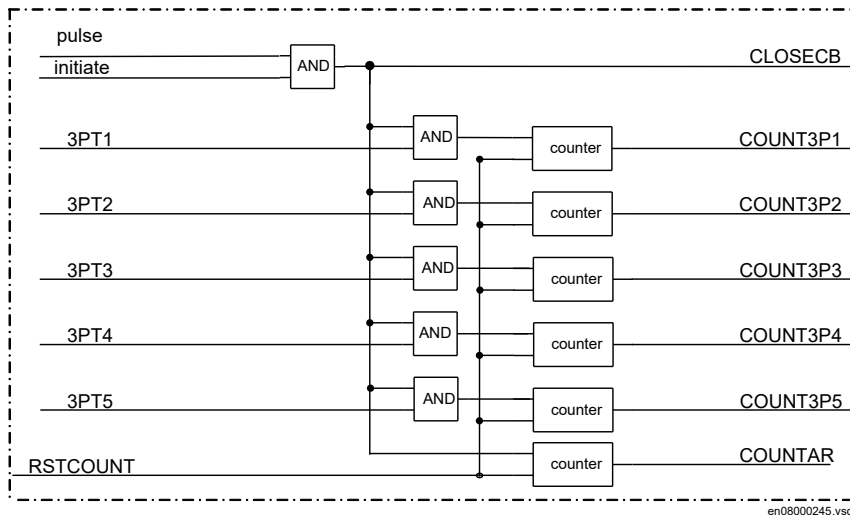 pulse
initiate
AND
CLOSECB
3PT1
AND
counter
COUNT3P1
3PT2
AND
counter
COUNT3P2
3PT3
AND
counter
COUNT3P3
3PT4
AND
counter
COUNT3P4
3PT5
AND
counter
COUNT3P5
RSTCOUNT
counter
COUNTAR
en08000245.vsd